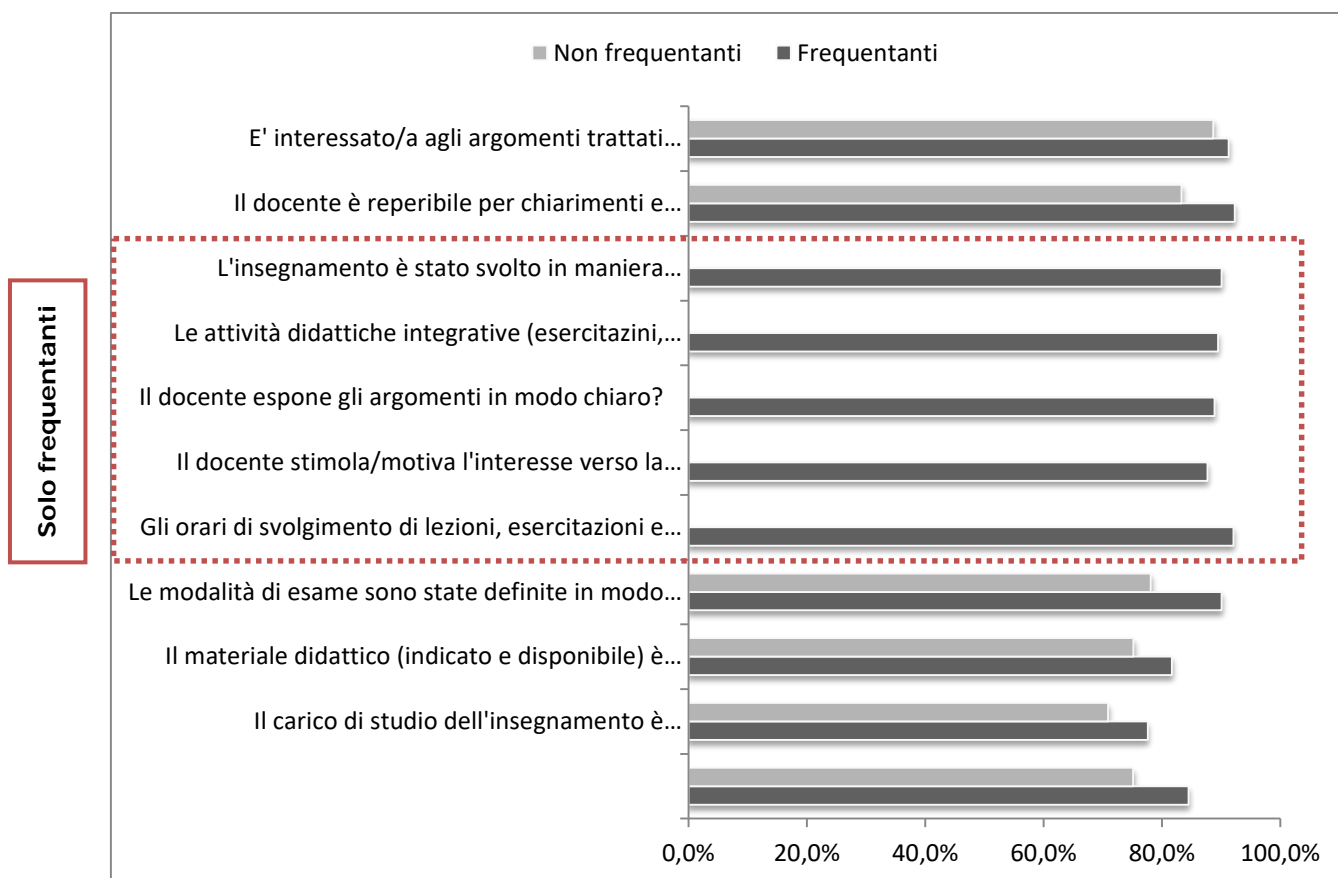 Non frequentanti
Frequentanti
E' interessato/a agli argomenti trattati...
Il docente è reperibile per chiarimenti e...
L'insegnamento è stato svolto in maniera...
Le attività didattiche integrative (esercitazini,...
Il docente espone gli argomenti in modo chiaro?
Il docente stimola/motiva l'interesse verso la...
Gli orari di svolgimento di lezioni, esercitazioni e...
Le modalità di esame sono state definite in modo...
Il materiale didattico (indicato e disponibile) è...
Il carico di studio dell'insegnamento è...
Solo frequentanti
0,0%
20,0%
40,0%
60,0%
80,0%
100,0%